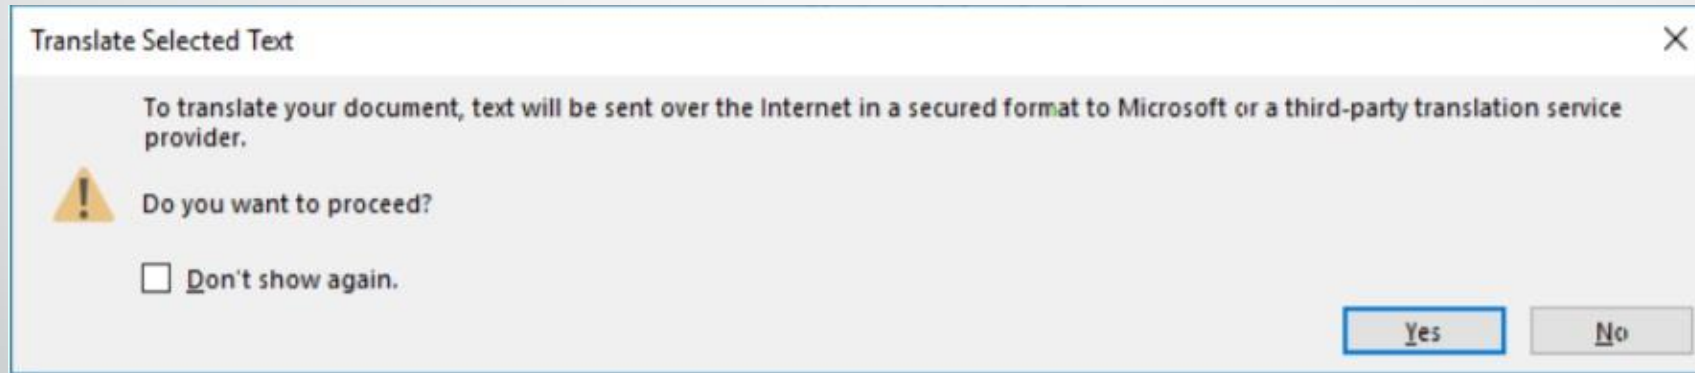 Translate Selected Text
To translate your document, text will be sent over the Internet in a secured format to Microsoft or a third-party translation service
provider.
Do you want to proceed?
Don't show again.
Yes No